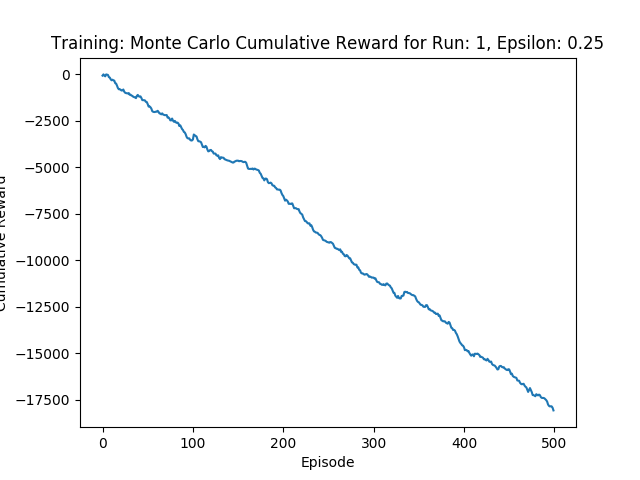 Training: Monte Carlo Cumulative Reward for Run: 1, Epsilon: 0.25
0
−2500
−5000
−7500
−10000
−12500
−15000
−17500
Cumulative Reward
0 100 200 300 400 500
Episode